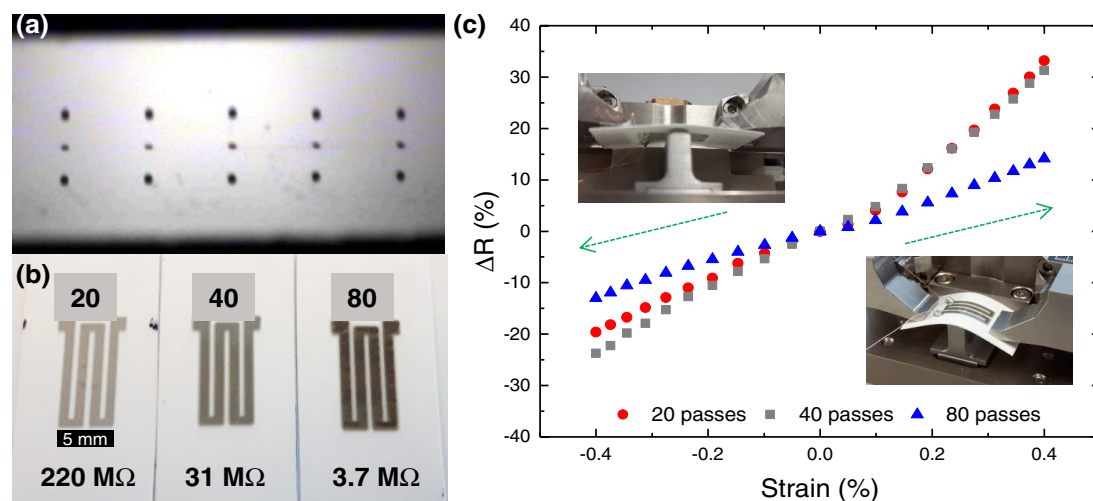 (a)
(b)
20
40
80
5 mm
220 MΩ
31 MΩ
3.7 MΩ
(c)
40
30
20
10
0
-10
-20
-30
-40
ΔR (%)
20 passes
40 passes
80 passes
-0.4
-0.2
0.0
0.2
0.4
Strain (%)